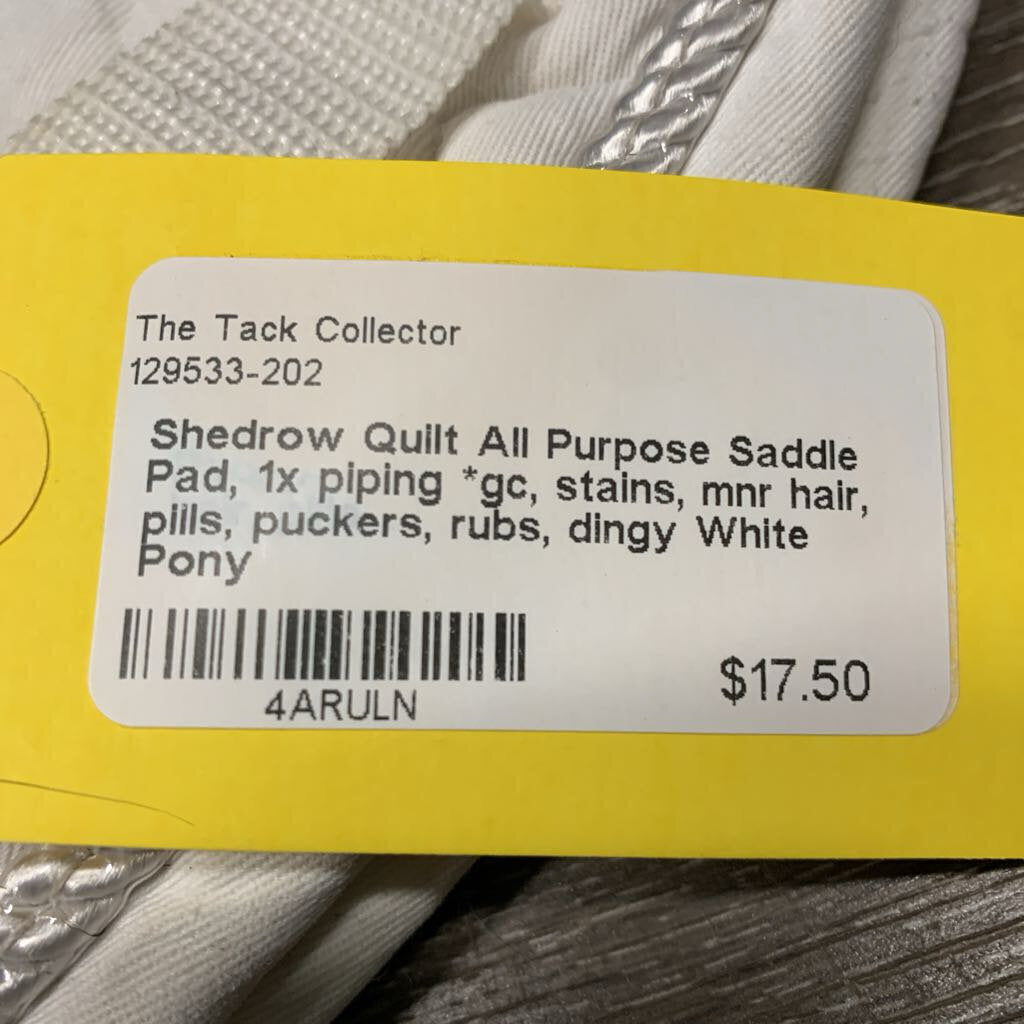 The Tack Collector
129533-202
Shedrow Quilt All Purpose Saddle
Pad, 1x piping *gc, stains, mnr hair,
pills, puckers, rubs, dingy White
Pony
4ARULN
$17.50